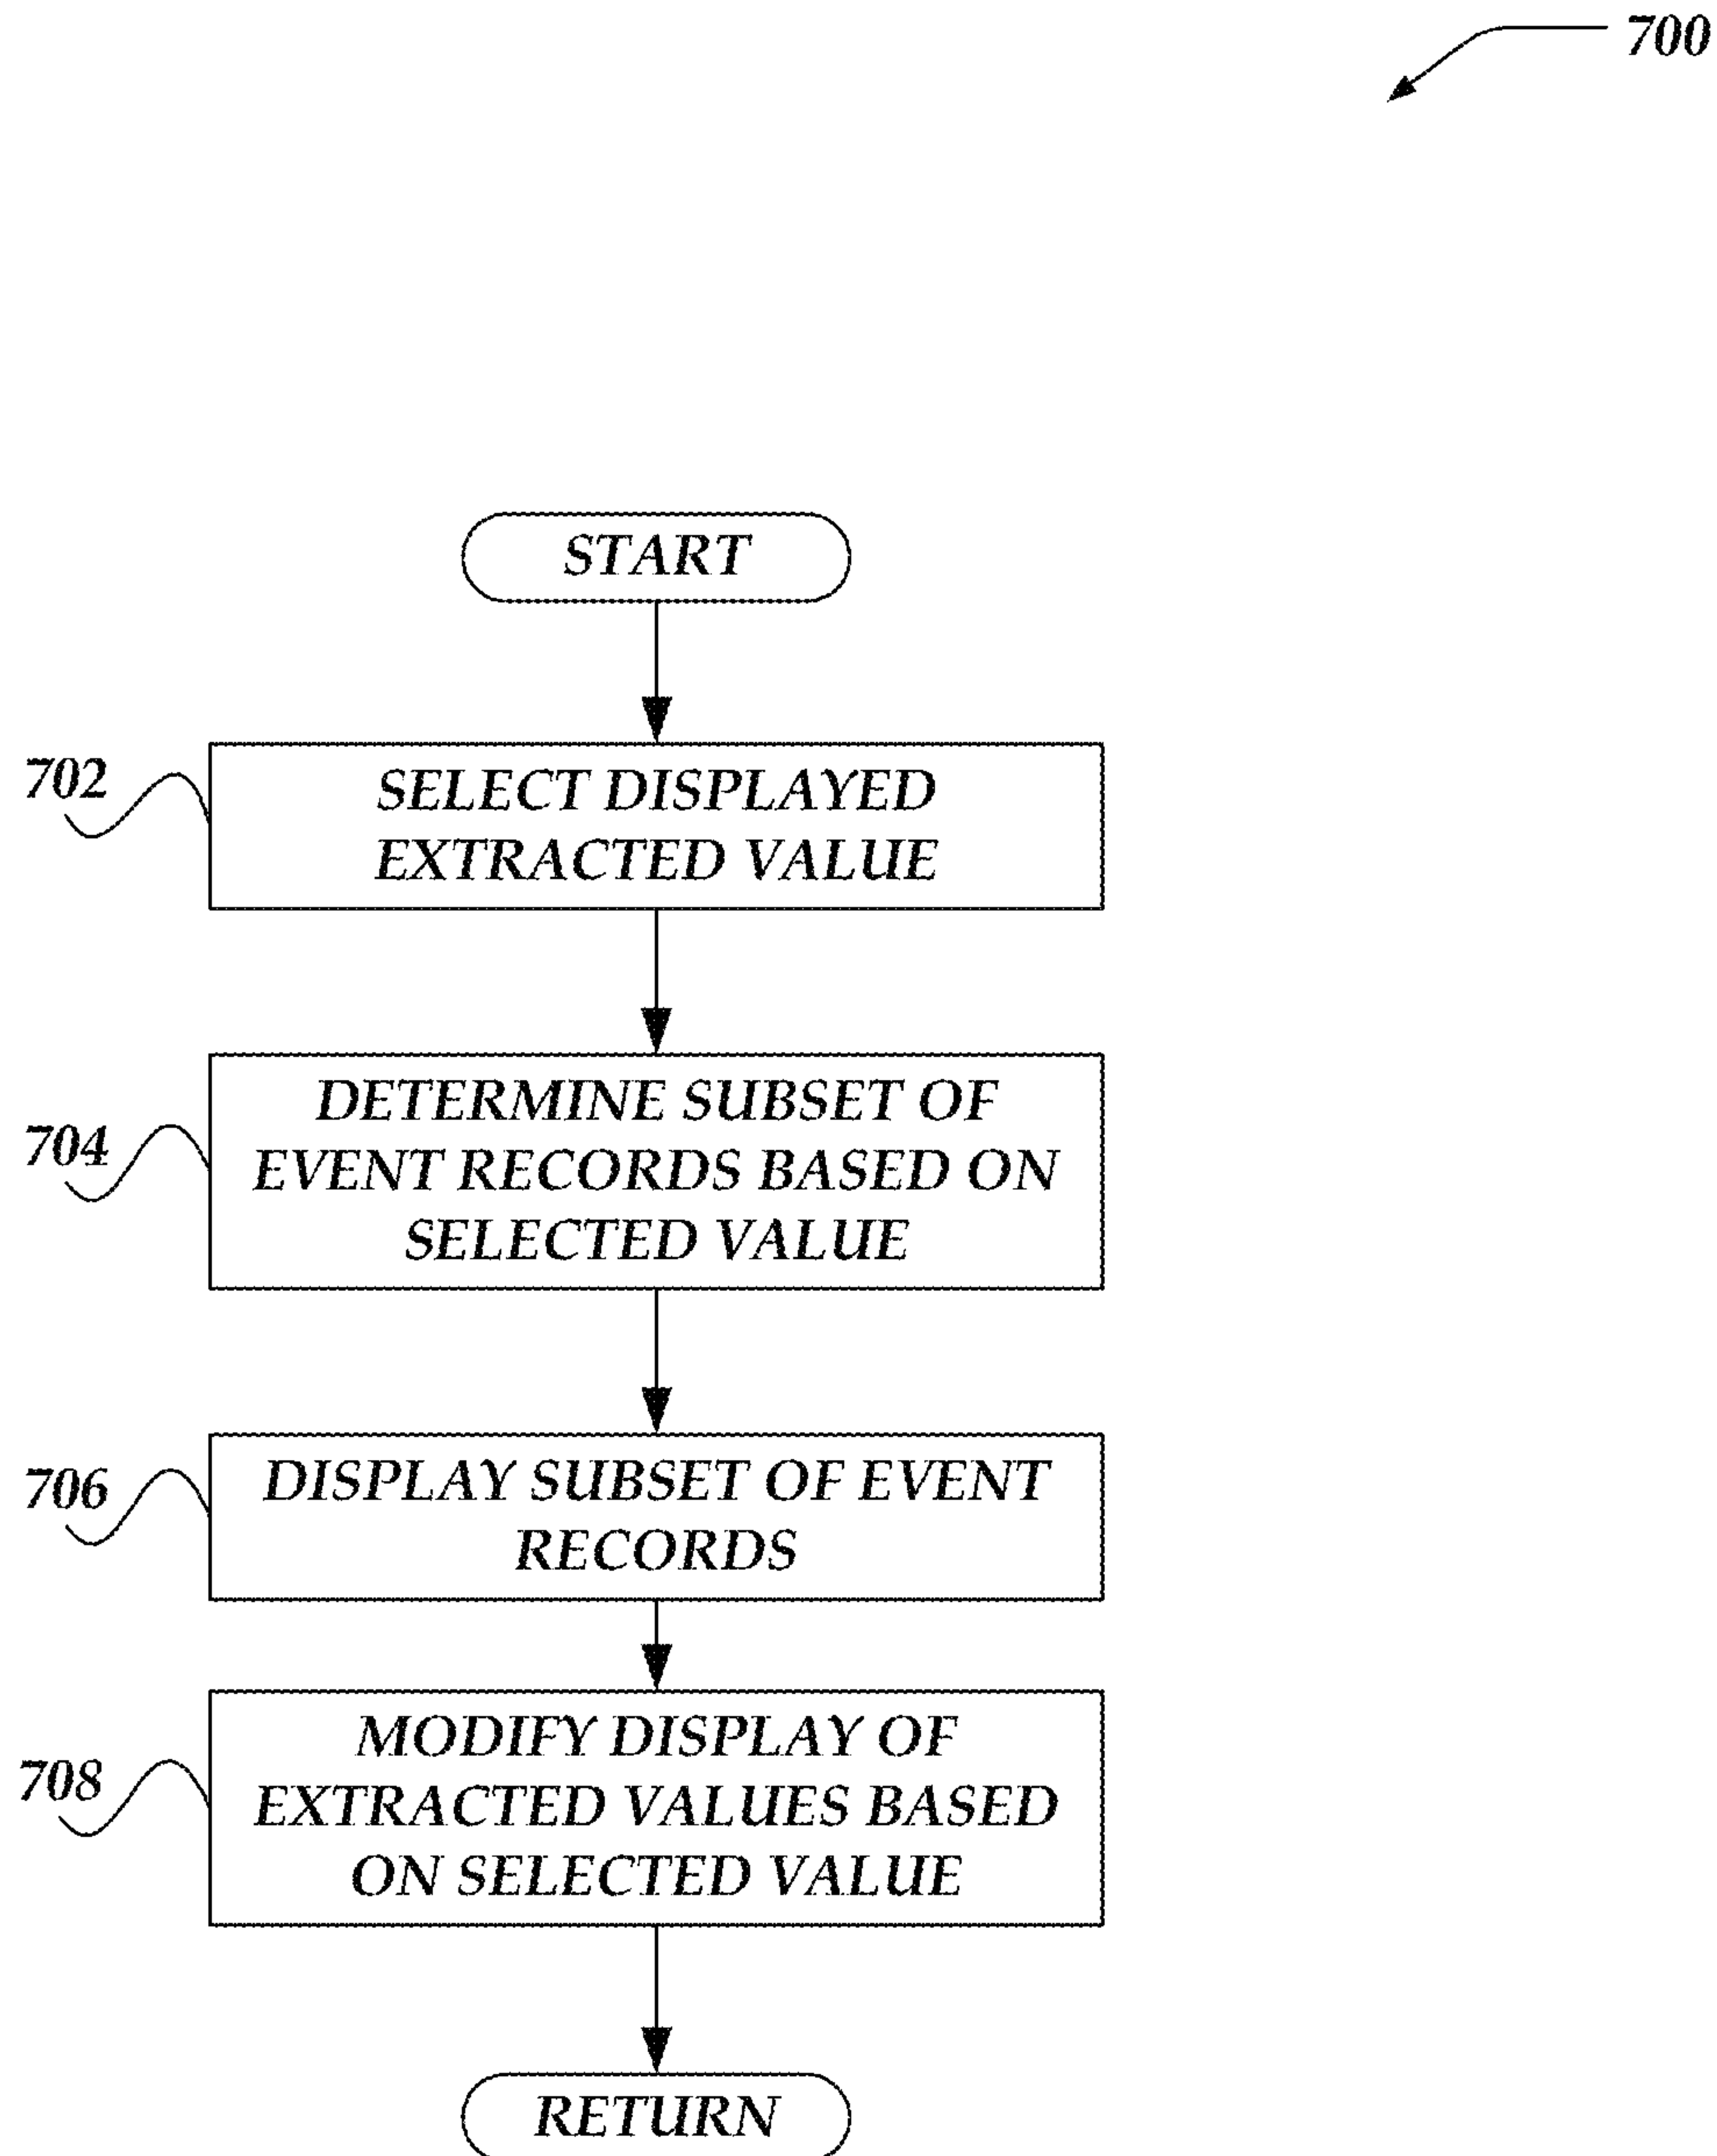 700
START
702
SELECT DISPLAYED
EXTRACTED VALUE
704
DETERMINE SUBSET OF
EVENT RECORDS BASED ON
SELECTED VALUE
706
DISPLAY SUBSET OF EVENT
RECORDS
708
MODIFY DISPLAY OF
EXTRACTED VALUES BASED
ON SELECTED VALUE
RETURN